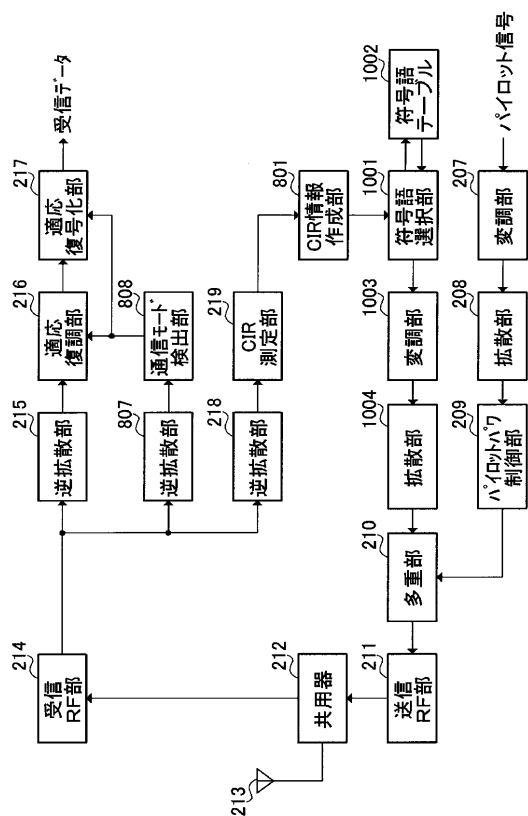 213
共用器
212
受信
RF部
214
送信
RF部
211
多重部
210
逆拡散部
215
適応
復調部
216
適応
復号化部
217
受信データ
逆拡散部
807
通信モード
検出部
808
逆拡散部
218
CIR
測定部
219
CIR情報
作成部
801
拡散部
1004
変調部
1003
符号語
選択部
1001
符号語
テーブル
1002
パイロットパワ
制御部
209
拡散部
208
変調部
207
パイロット信号